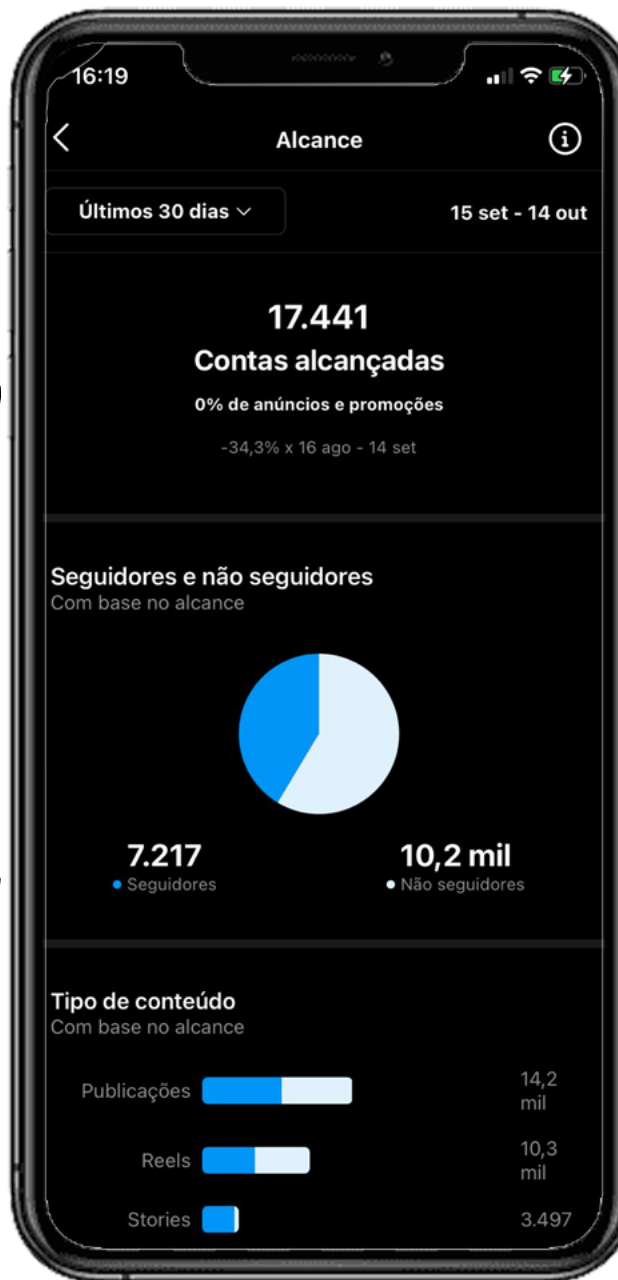 16:19
Alcance
Últimos 30 dias
15 set - 14 out
17.441
Contas alcançadas
0% de anúncios e promoções
-34,3% x 16 ago - 14 set
Seguidores e não seguidores
Com base no alcance
7.217
Seguidores
10,2 mil
Não seguidores
Tipo de conteúdo
Com base no alcance
Publicações
14,2
mil
Reels
10,3
mil
Stories
3.497